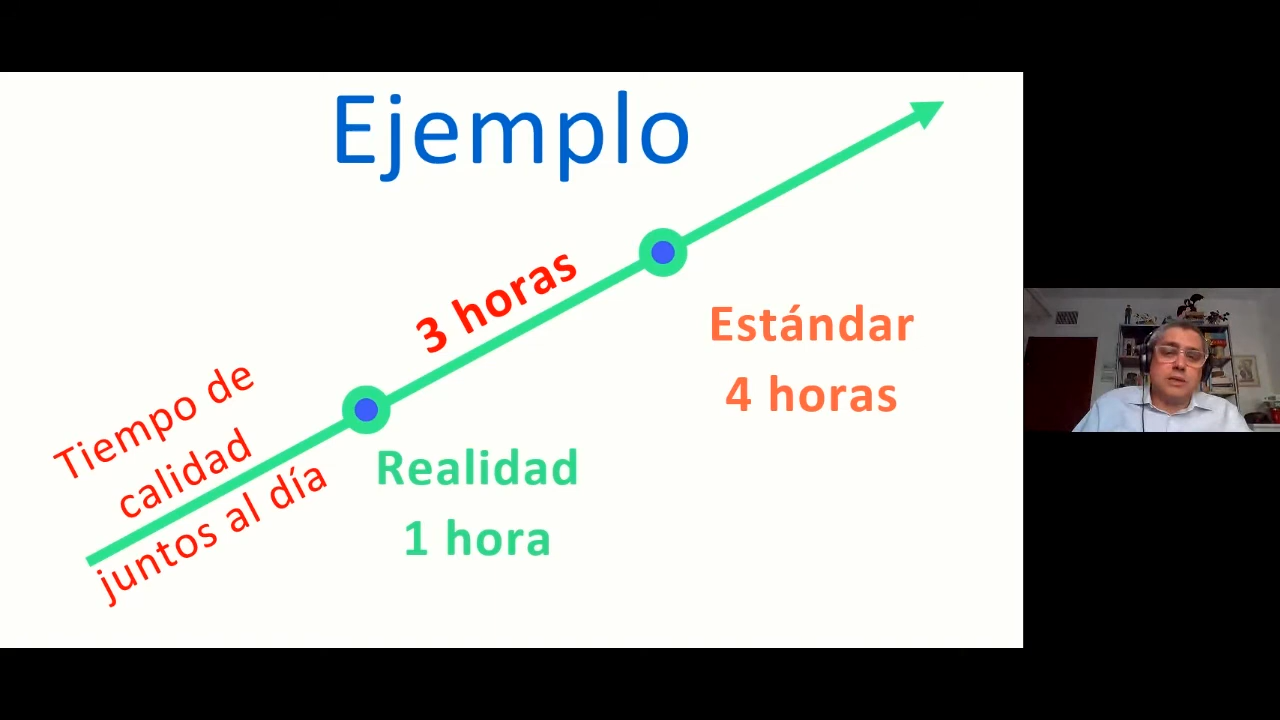 Ejemplo
3 horas
Estándar
4 horas
Tiempo de
calidad
juntos al día
Realidad
1 hora